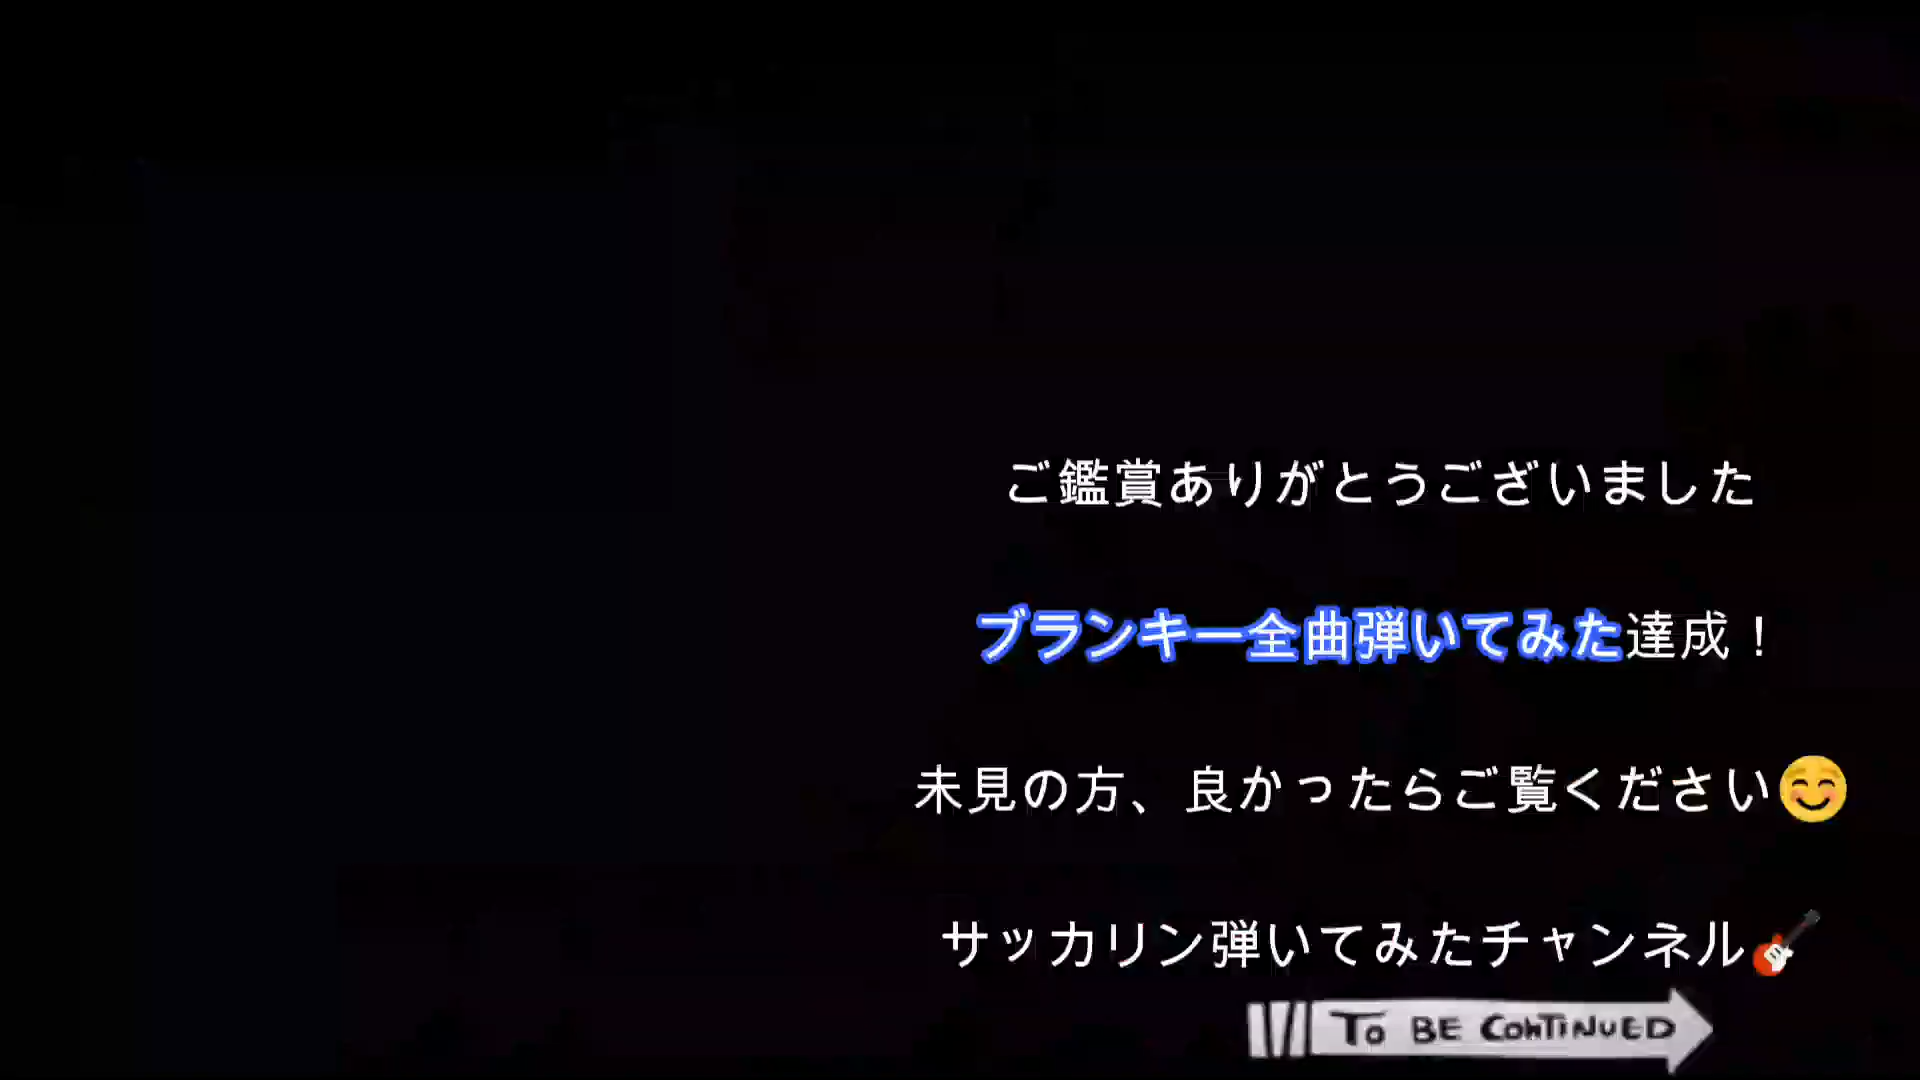 ご鑑賞ありがとうございました
ブランキー全曲弾いてみた達成！
未見の方、良かったらご覧ください😊
サッカリン弾いてみたチャンネル🎸
TO BE CONTINUED